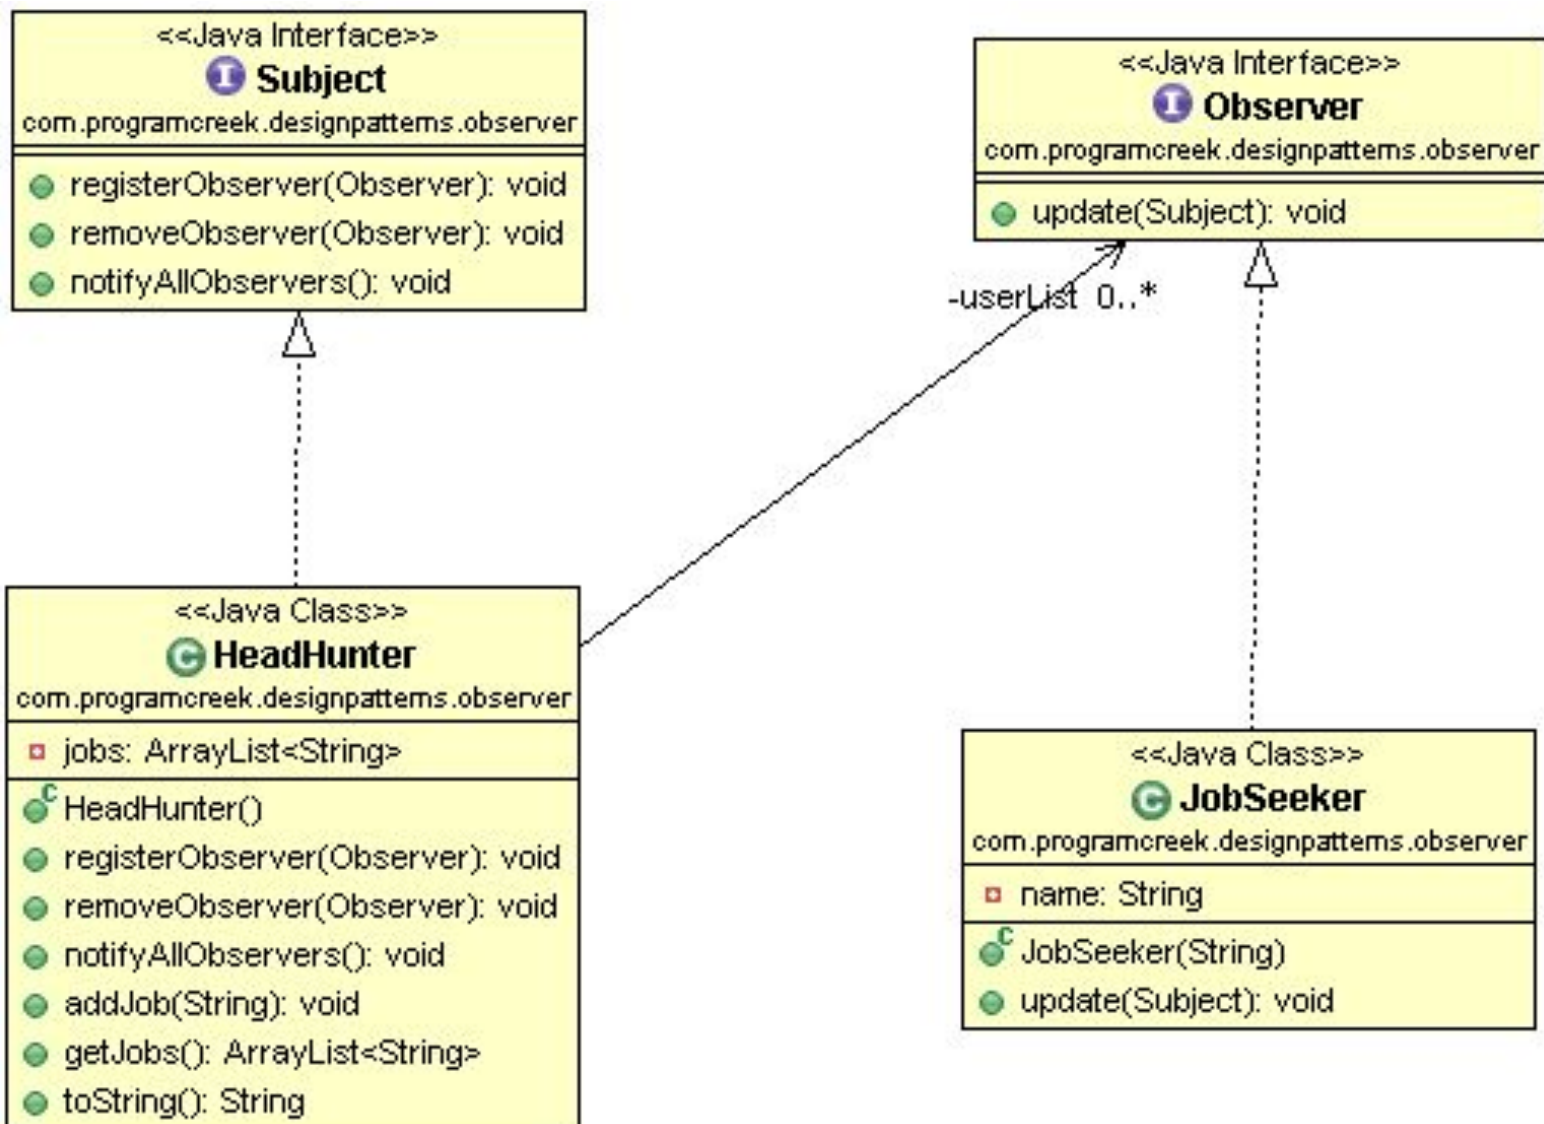 <<Java Interface>>
I Subject
com.programcreek.designpatterns.observer
registerObserver(Observer): void
removeObserver(Observer): void
notifyAllObservers(): void
<<Java Interface>>
I Observer
com.programcreek.designpatterns.observer
update(Subject): void
-userList 0..*
<<Java Class>>
C HeadHunter
com.programcreek.designpatterns.observer
jobs: ArrayList<String>
C HeadHunter()
registerObserver(Observer): void
removeObserver(Observer): void
notifyAllObservers(): void
addJob(String): void
getJobs(): ArrayList<String>
toString(): String
<<Java Class>>
C JobSeeker
com.programcreek.designpatterns.observer
name: String
C JobSeeker(String)
update(Subject): void